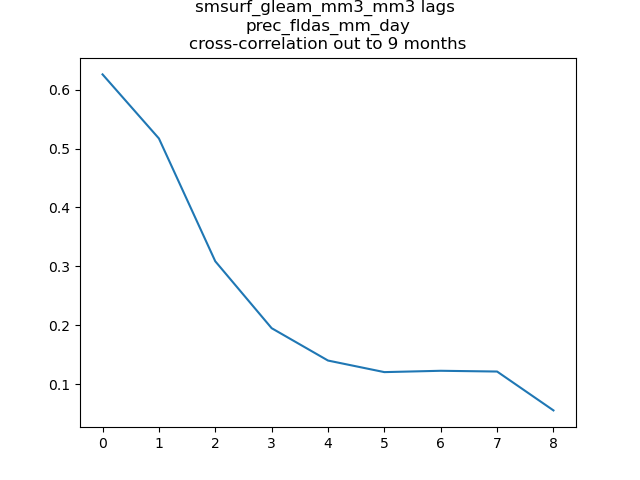 smsurf_gleam_mm3_mm3 lags
prec_fldas_mm_day
cross-correlation out to 9 months
0.6
0.5
0.4
0.3
0.2
0.1
0 1 2 3 4 5 6 7 8